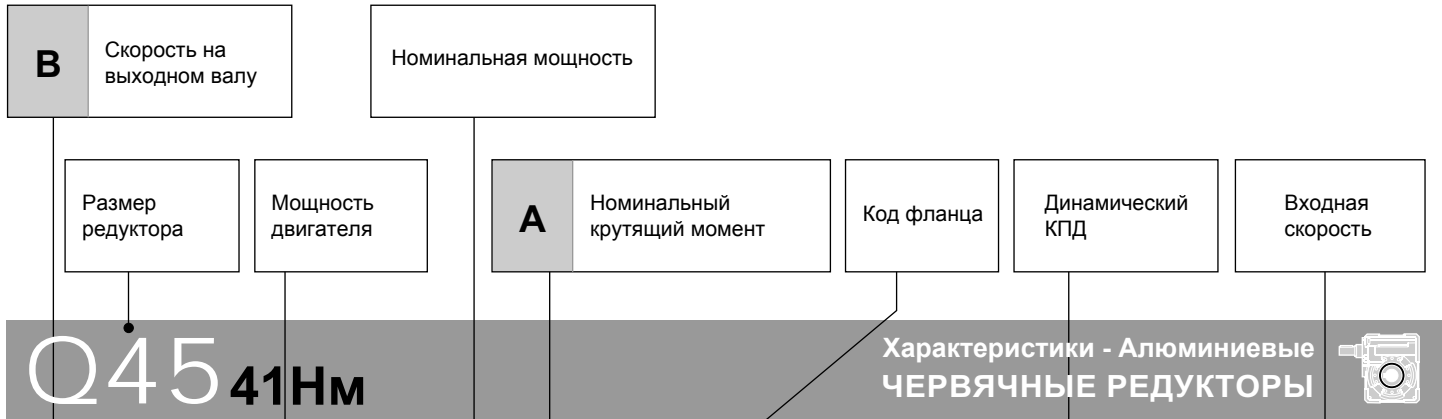 B
Скорость на
выходном валу
Номинальная мощность
Размер
редуктора
Мощность
двигателя
A
Номинальный
крутящий момент
Код фланца
Динамический
КПД
Входная
скорость
Q45 41Нм
Характеристики - Алюминиевые
ЧЕРВЯЧНЫЕ РЕДУКТОРЫ